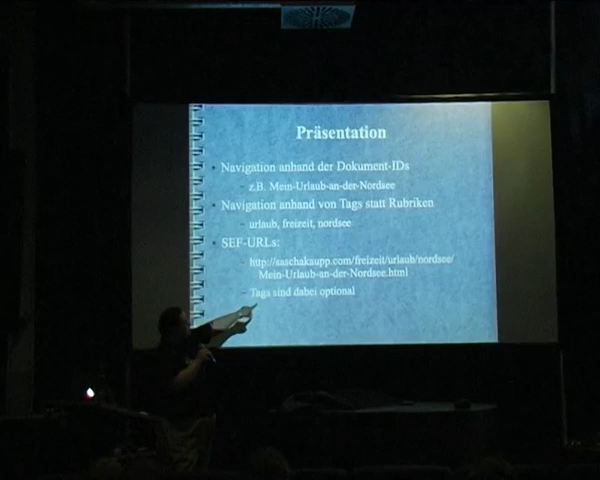 Präsentation
• Navigation anhand der Dokument-IDs
– z.B. Mein-Urlaub-an-der-Nordsee
• Navigation anhand von Tags statt Rubriken
– urlaub, freizeit, nordsee
• SEF-URLs:
– http://saschakaupp.com/freizeit/urlaub/nordsee/
Mein-Urlaub-an-der-Nordsee.html
– Tags sind dabei optional